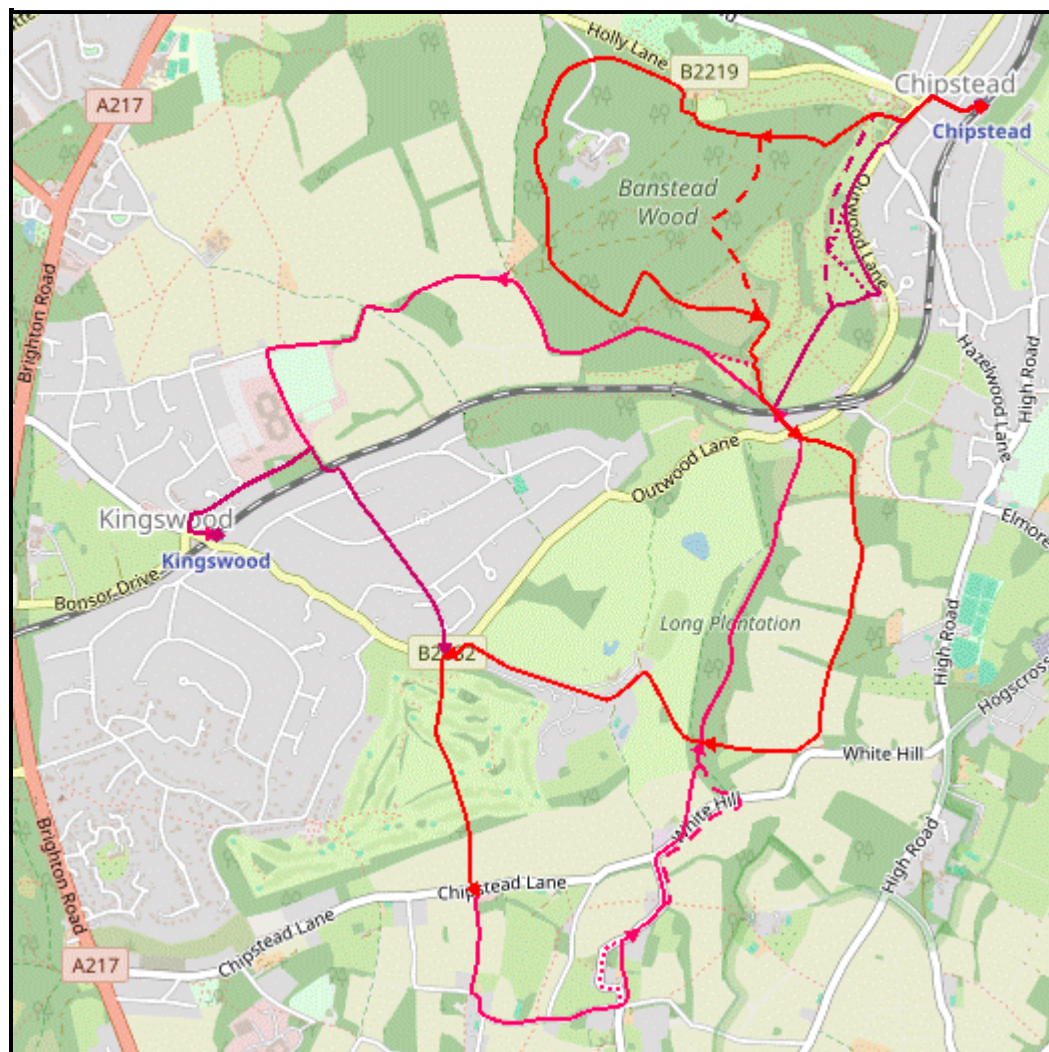 Holly Lane
B2219
A217
Chipstead
Chipstead
Banstead
Wood
Outwood Lane
Brighton Road
Hazelwood Lane
High Road
Outwood Lane
Kingswood
Kingswood
Elmore
Bonsor Drive
Long Plantation
High Road
Hogscross
White Hill
White Hill
Brighton Road
High Road
Chipstead Lane
Chipstead Lane
A217